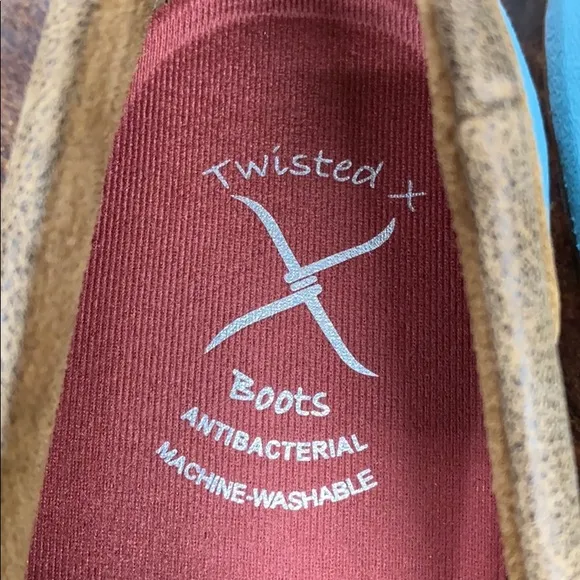 Twisted X
Boots
ANTIBACTERIAL
MACHINE-WASHABLE